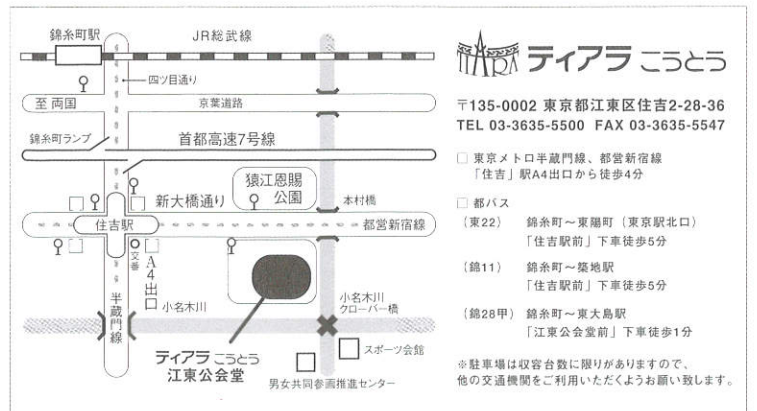 錦糸町駅
JR総武線
四ツ目通り
至 両国
京葉道路
錦糸町ランプ
首都高速7号線
猿江恩賜
公園
新大橋通り
本村橋
住吉駅
都営新宿線
交番
A4出口
半蔵門線
小名木川
小名木川
クローバー橋
ティアラ こうとう
江東公会堂
スポーツ会館
男女共同参画推進センター
TIARA ティアラ こうとう
〒135-0002 東京都江東区住吉2-28-36
TEL 03-3635-5500 FAX 03-3635-5547
□ 東京メトロ半蔵門線、都営新宿線
「住吉」駅A4出口から徒歩4分
□ 都バス
(東22) 錦糸町〜東陽町(東京駅北口)
「住吉駅前」下車徒歩5分
(錦11) 錦糸町〜築地駅
「住吉駅前」下車徒歩5分
(錦28甲) 錦糸町〜東大島駅
「江東公会堂前」下車徒歩1分
※駐車場は収容台数に限りがありますので、
他の交通機関をご利用いただくようお願い致します。